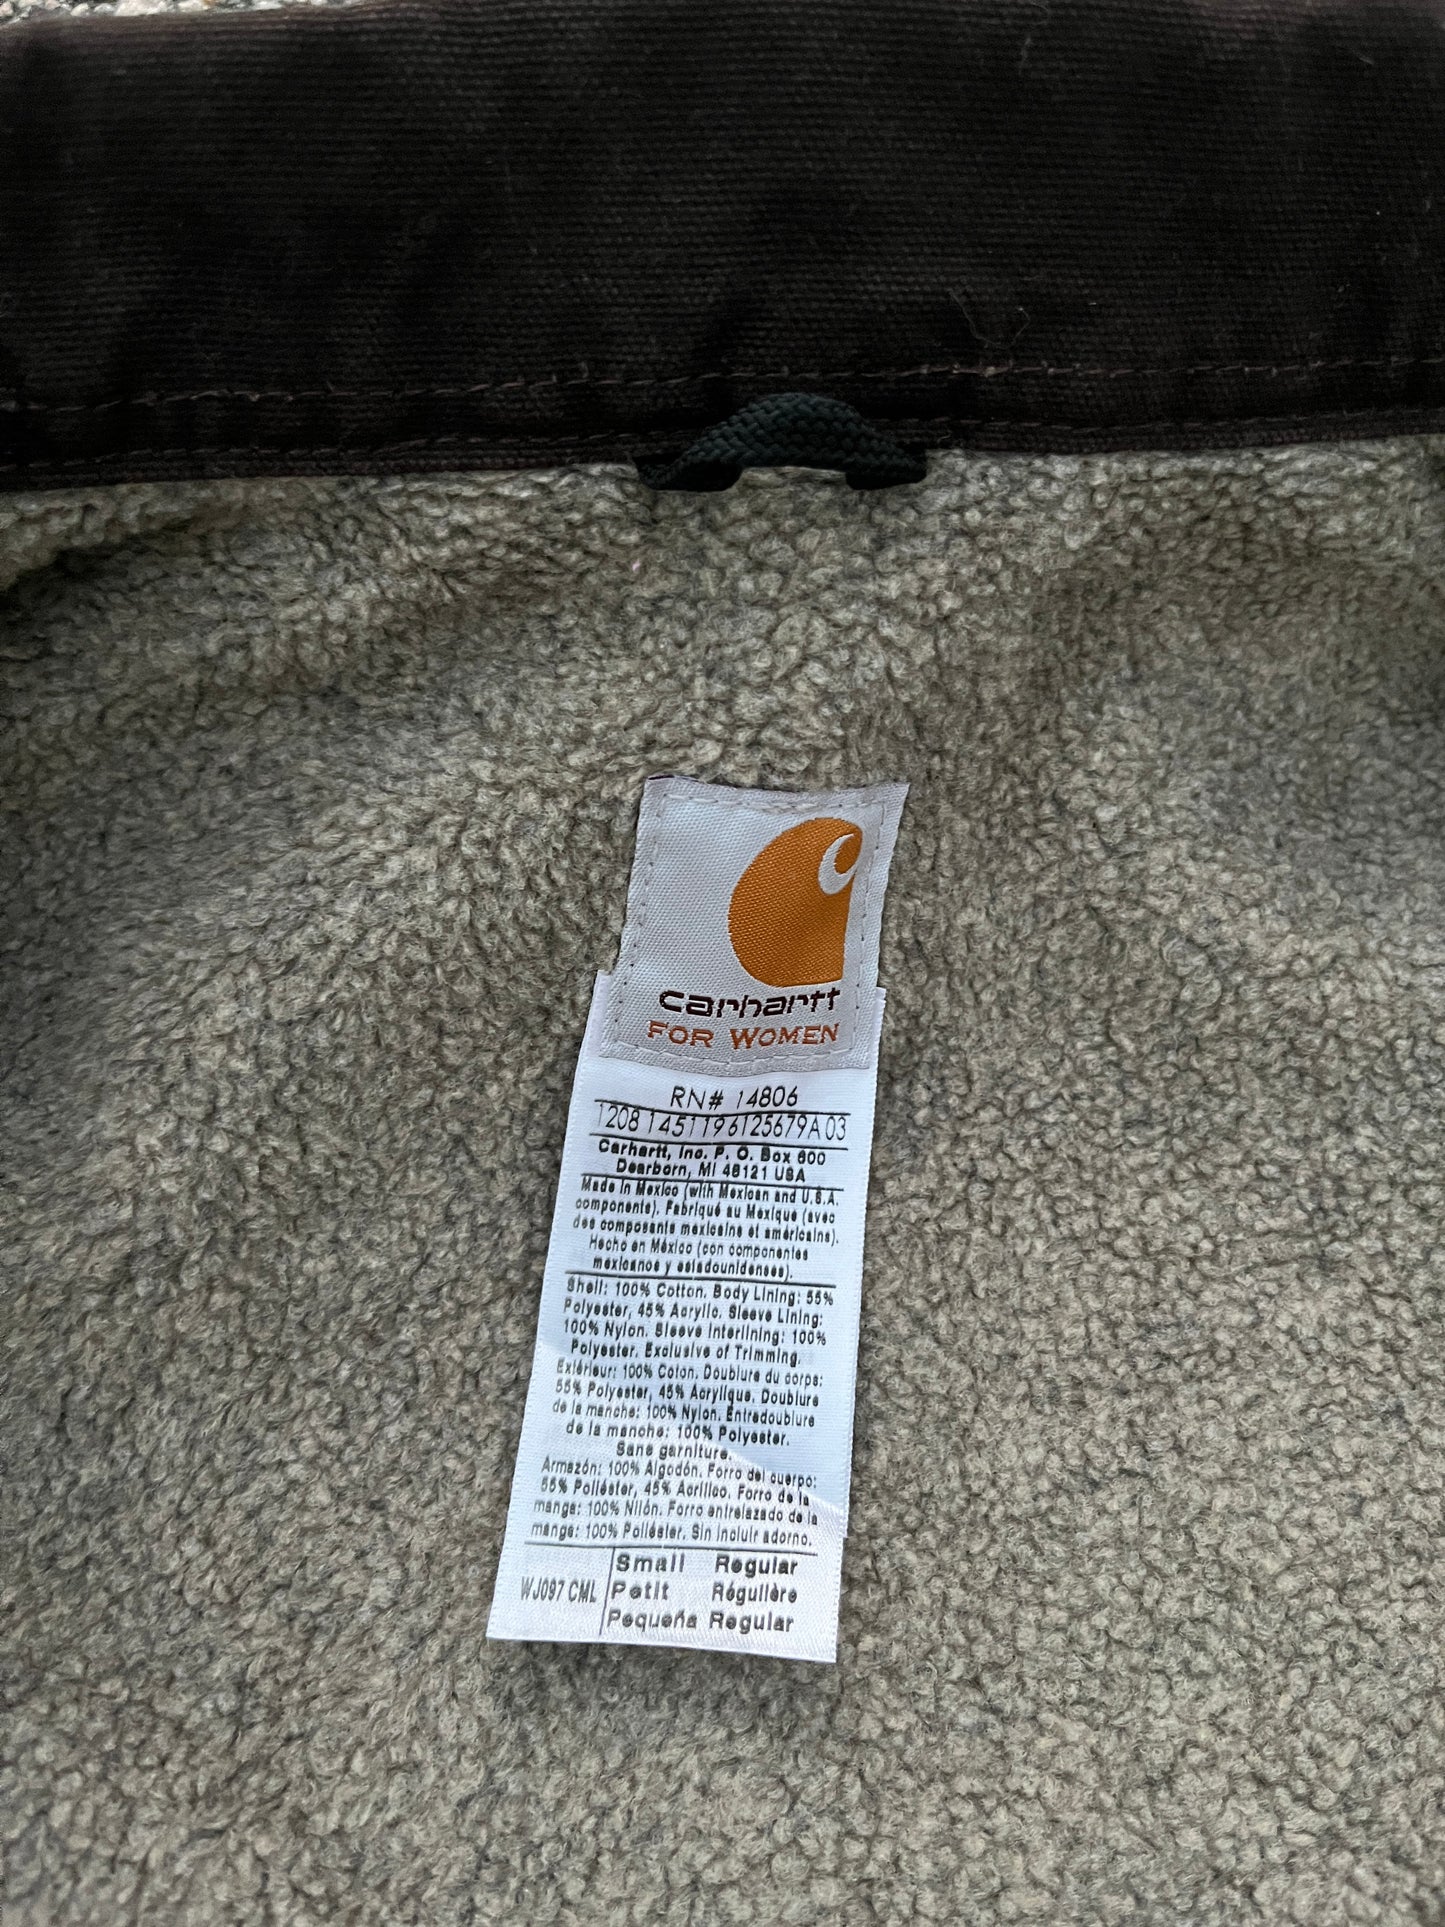 carhartt
FOR WOMEN
RN# 14806
1208 1451196125679A 03
Carhartt, Inc. P. O. Box 600
Dearborn, MI 48121 USA
Made in Mexico (with Mexican and U.S.A.
components). Fabriqué au Mexique (avec
des composants mexicains et américains).
Hecho en México (con componentes
mexicanos y estadounidenses).
Shell: 100% Cotton. Body Lining: 55%
Polyester, 45% Acrylic. Sleeve Lining:
100% Nylon. Sleeve Interlining: 100%
Polyester. Exclusive of Trimming.
Extérieur: 100% Coton. Doublure du corps:
55% Polyester, 45% Acrylique. Doublure
de la manche: 100% Nylon. Entredoublure
de la manche: 100% Polyester.
Sans garniture.
Armazón: 100% Algodón. Forro del cuerpo:
55% Poliéster, 45% Acrílico. Forro de la
manga: 100% Nilón. Forro entrelazado de la
manga: 100% Poliéster. Sin incluir adorno.
WJ097 CML
Small Regular
Petit Régulière
Pequeña Regular